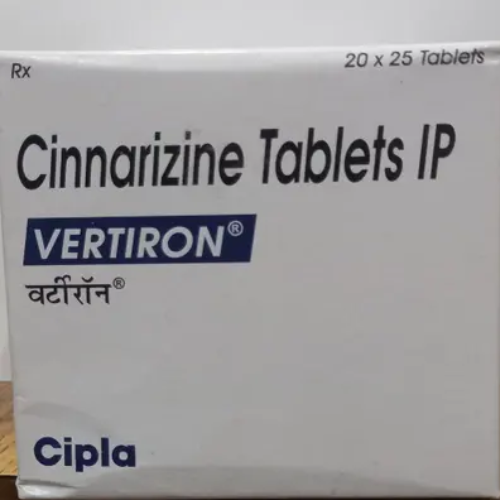 Rx
20 x 25 Tablets
Cinnarizine Tablets IP
VERTIRON®
वर्टीरॉन®
Cipla